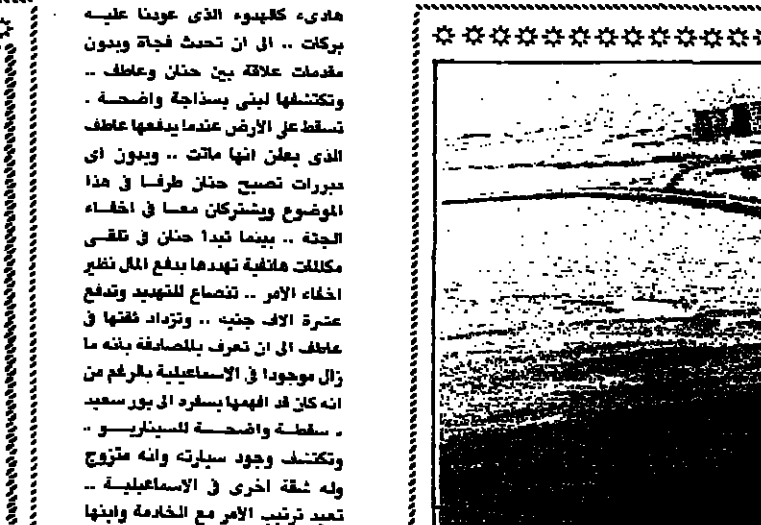 هادىء كالهدوء الذى عودنا عليه
بركات .. الى ان تحدث فجاة وبدون
مقدمات علاقة بين حنان وعاطف ..
وتكتشفها لبنى بسذاجة واضحة .
تسقط على الأرض عندما يدفعها عاطف
الذى يعلن انها ماتت .. وبدون اى
مبررات تصبح حنان طرفا فى هذا
الموضوع ويشتركان معا فى اخفاء
الجثة .. بينما تبدا حنان فى تلقى
مكالمات هاتفية تهددها بدفع المال نظير
اخفاء الأمر .. تنصاع للتهديد وتدفع
عشرة الاف جنيه .. وتزداد ثقتها فى
عاطف الى ان تعرف بالمصادفة بانه ما
زال موجودا فى الاسماعيلية بالرغم من
انه كان قد افهمها بسفره الى بور سعيد
. سقطة واضحة للسيناريو ..
وتكتشف وجود سيارته وانه متزوج
وله شقة اخرى فى الاسماعيلية ..
تعيد ترتيب الأمر مع الخادمة وابنها